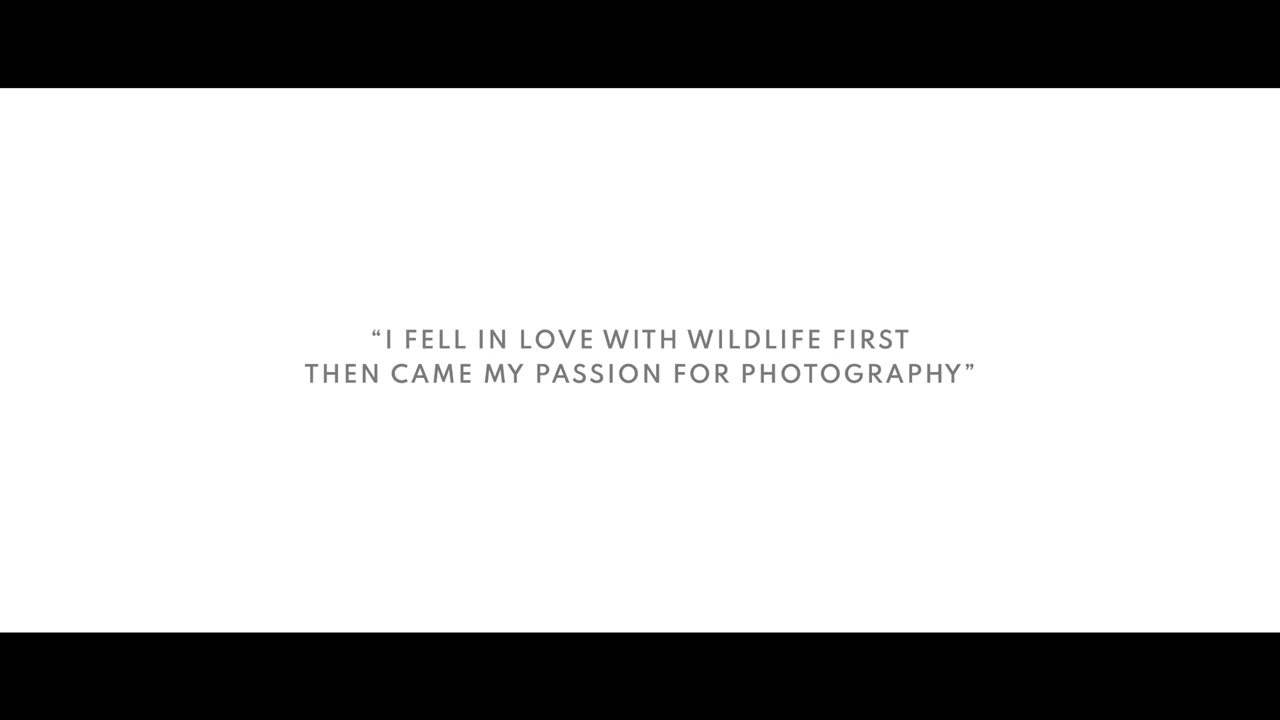 “I FELL IN LOVE WITH WILDLIFE FIRST
THEN CAME MY PASSION FOR PHOTOGRAPHY”